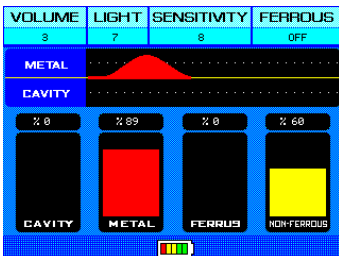 VOLUME LIGHT SENSITIVITY FERROUS
3 7 8 OFF
METAL
CAVITY
% 0 % 89 % 0 % 60
CAVITY METAL FERRUS NON-FERROUS